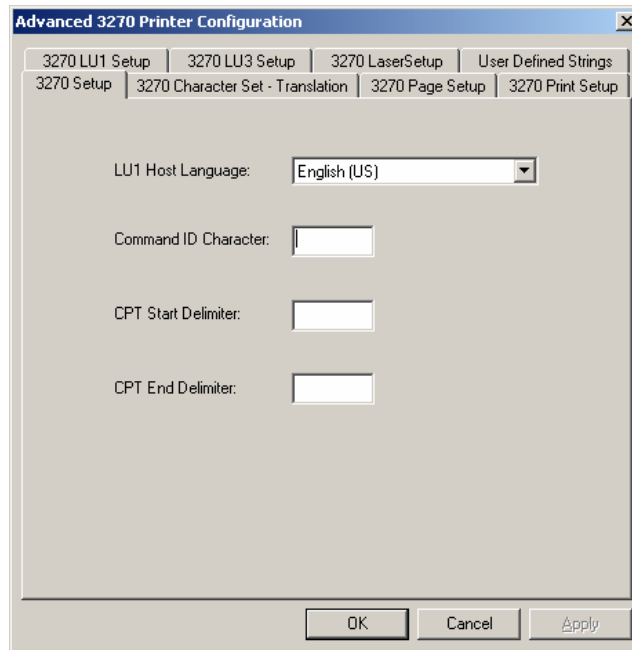 Advanced 3270 Printer Configuration
3270 LU1 Setup 3270 LU3 Setup 3270 LaserSetup User Defined Strings
3270 Setup 3270 Character Set - Translation 3270 Page Setup 3270 Print Setup
LU1 Host Language: English (US)
Command ID Character:
CPT Start Delimiter:
CPT End Delimiter:
OK Cancel Apply